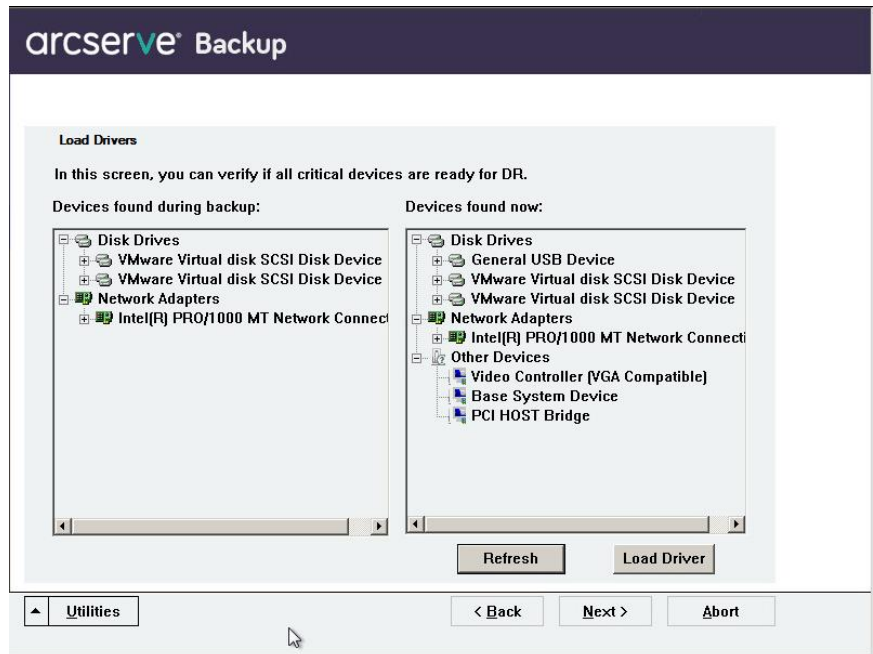 arcserve® Backup
Load Drivers
In this screen, you can verify if all critical devices are ready for DR.
Devices found during backup:
Disk Drives
VMware Virtual disk SCSI Disk Device
VMware Virtual disk SCSI Disk Device
Network Adapters
Intel(R) PRO/1000 MT Network Connect
Devices found now:
Disk Drives
General USB Device
VMware Virtual disk SCSI Disk Device
VMware Virtual disk SCSI Disk Device
Network Adapters
Intel(R) PRO/1000 MT Network Connecti
Other Devices
Video Controller (VGA Compatible)
Base System Device
PCI HOST Bridge
Refresh
Load Driver
Utilities
< Back
Next >
Abort